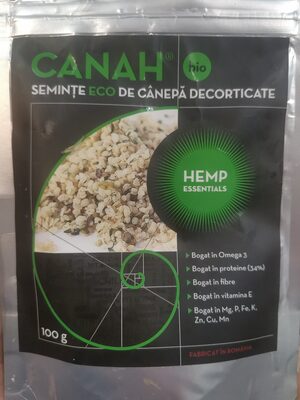 CANAH® bio
SEMINȚE ECO DE CÂNEPĂ DECORTICATE
HEMP
ESSENTIALS
Bogat în Omega 3
Bogat în proteine (34%)
Bogat în fibre
Bogat în vitamina E
Bogat în Mg, P, Fe, K,
Zn, Cu, Mn
100 g
FABRICAT ÎN ROMÂNIA